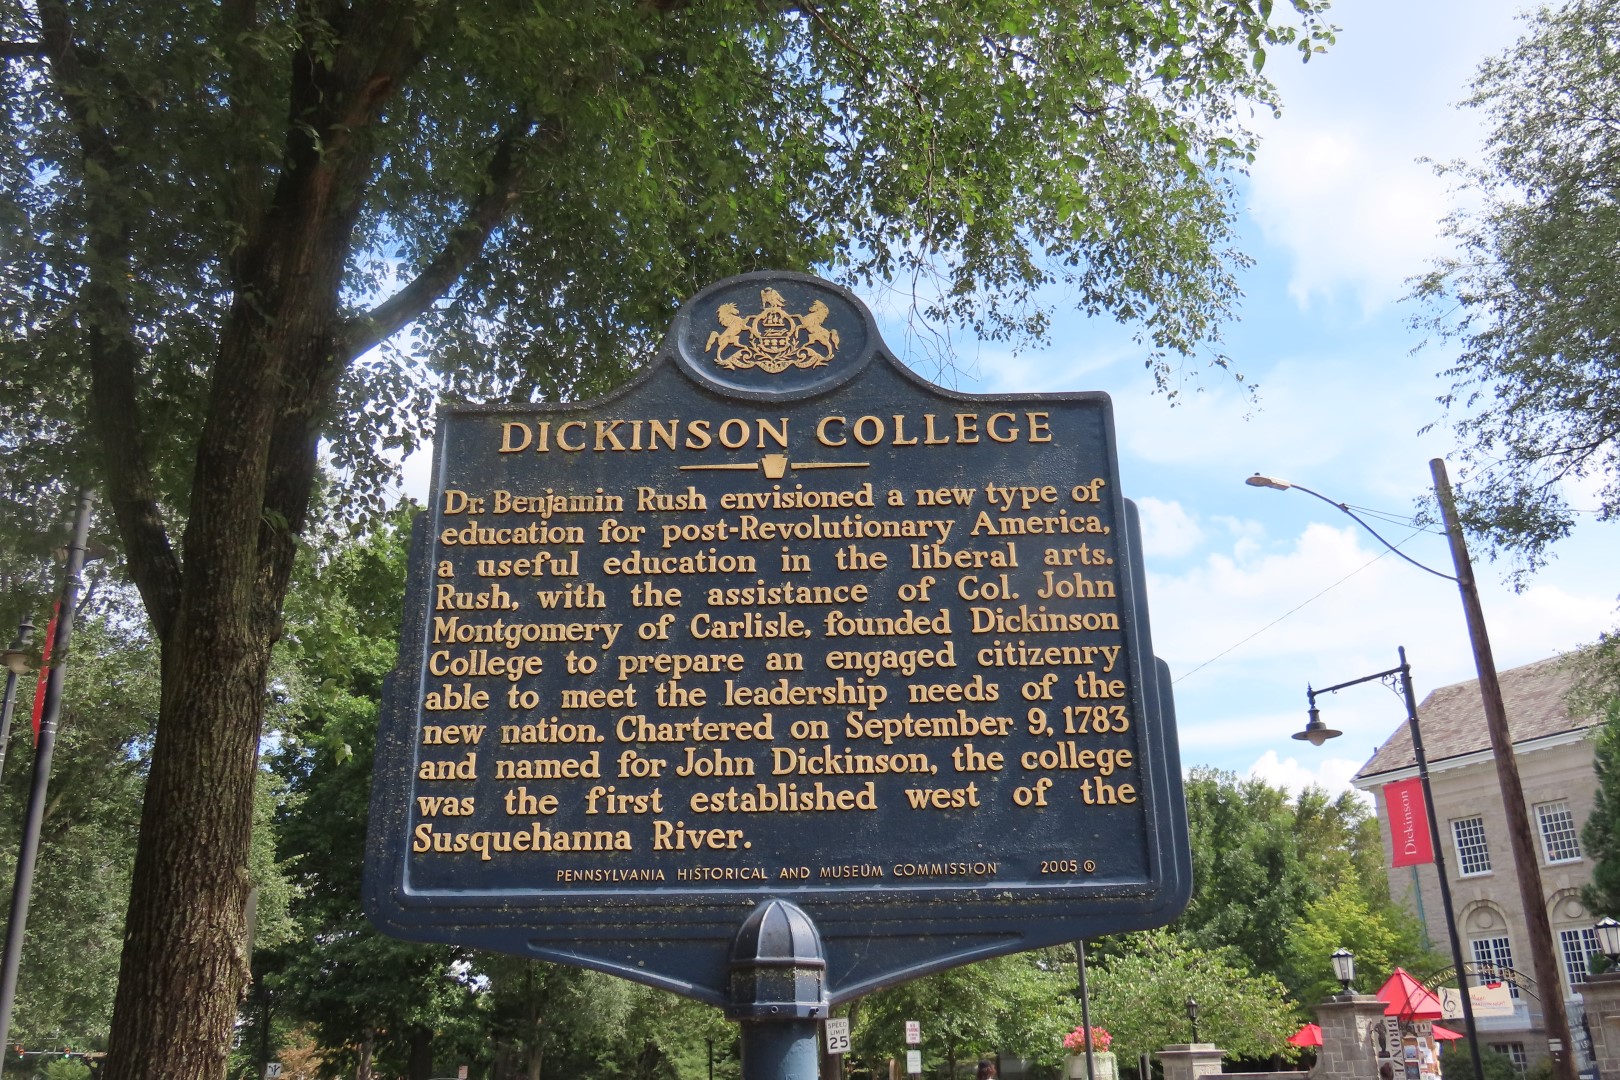 DICKINSON COLLEGE
Dr. Benjamin Rush envisioned a new type of
education for post-Revolutionary America,
a useful education in the liberal arts.
Rush, with the assistance of Col. John
Montgomery of Carlisle, founded Dickinson
College to prepare an engaged citizenry
able to meet the leadership needs of the
new nation. Chartered on September 9, 1783
and named for John Dickinson, the college
was the first established west of the
Susquehanna River.
PENNSYLVANIA HISTORICAL AND MUSEUM COMMISSION 2005 ®
Dickinson
SPEED
LIMIT
25